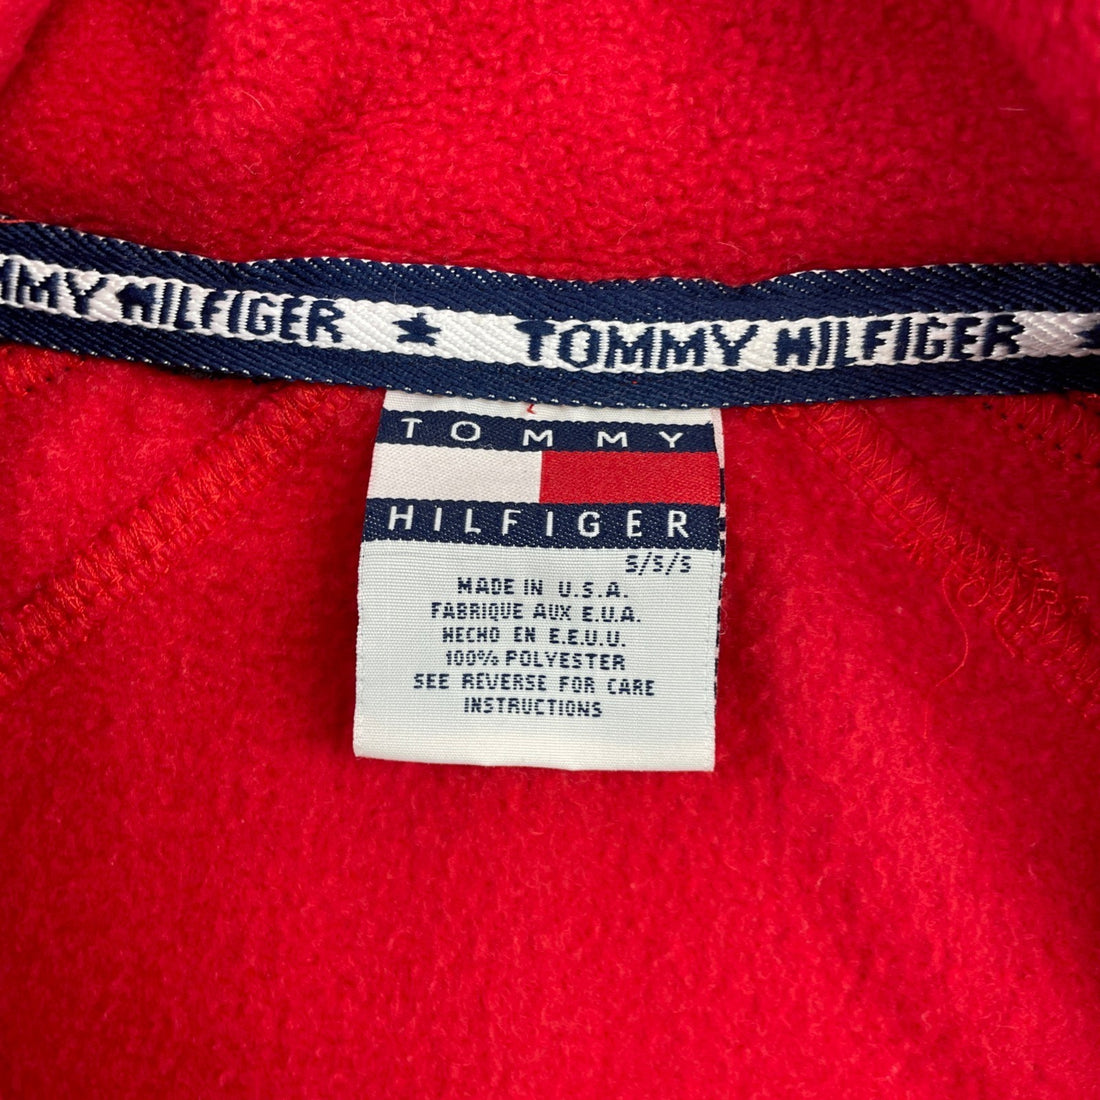 MMY HILFIGER ★ TOMMY HILFIGER
TOMMY
HILFIGER
S/S/S
MADE IN U.S.A.
FABRIQUE AUX E.U.A.
HECHO EN E.E.U.U.
100% POLYESTER
SEE REVERSE FOR CARE
INSTRUCTIONS